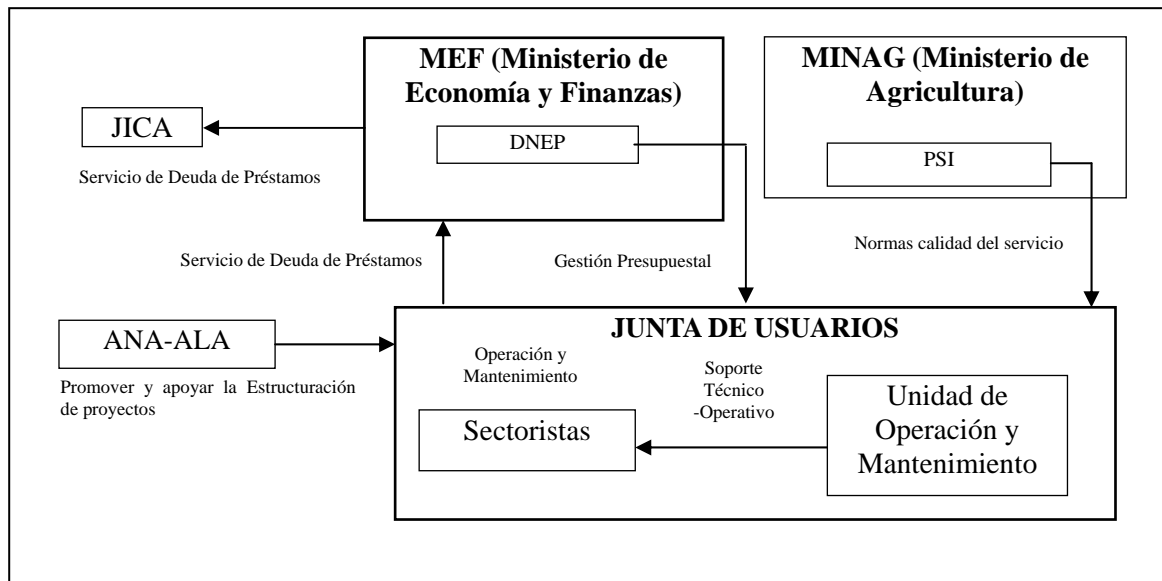 MEF (Ministerio de
Economía y Finanzas)
DNEP
MINAG (Ministerio de
Agricultura)
PSI
JICA
Servicio de Deuda de Préstamos
Servicio de Deuda de Préstamos
Gestión Presupuestal
Normas calidad del servicio
ANA-ALA
Promover y apoyar la Estructuración
de proyectos
JUNTA DE USUARIOS
Operación y
Mantenimiento
Sectoristas
Soporte
Técnico
-Operativo
Unidad de
Operación y
Mantenimiento